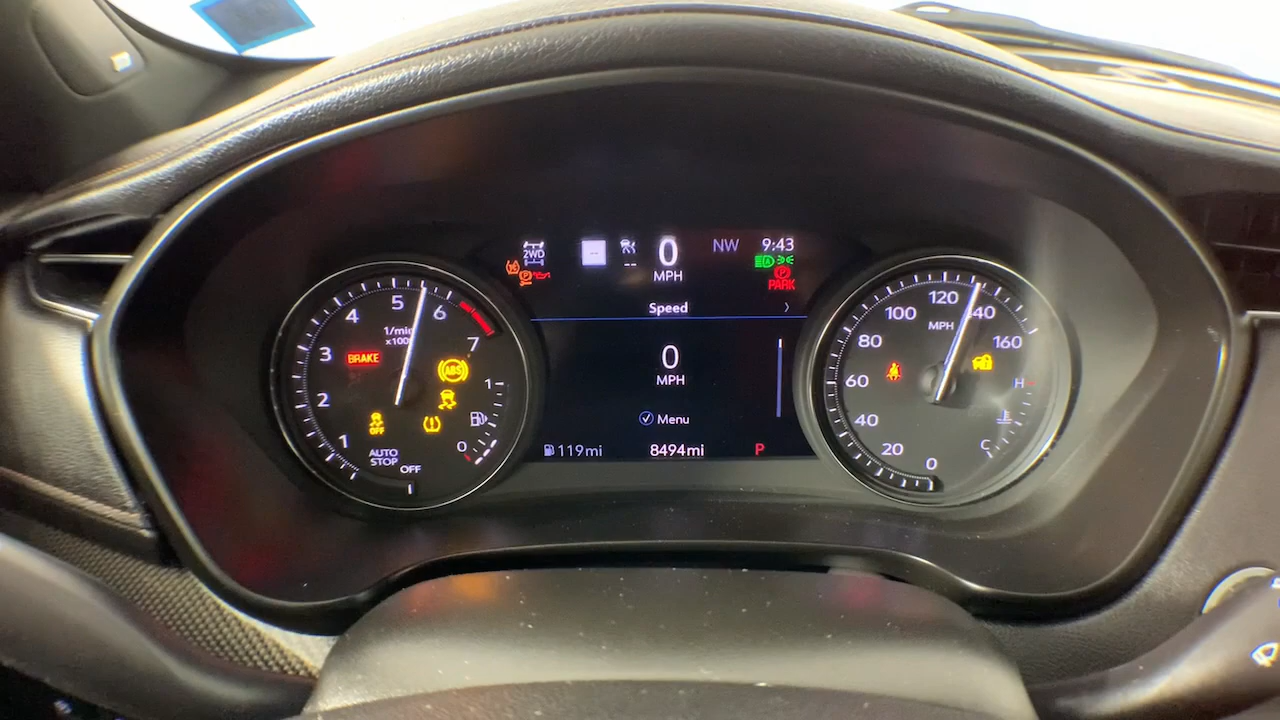 2WD
--
--
0
MPH
NW
9:43
PARK
Speed
0
MPH
Menu
119mi
8494mi
P
1
2
3
4
5
6
7
1/min
BRAKE
ABS
OFF
AUTO
STOP
OFF
1
0
0
20
40
60
80
100
120
160
MPH
H
C